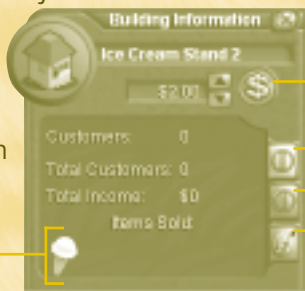 Building Information
Ice Cream Stand 2
$2.00 $
Customers: 0
Total Customers: 0
Total Income: $0
Items Sold: